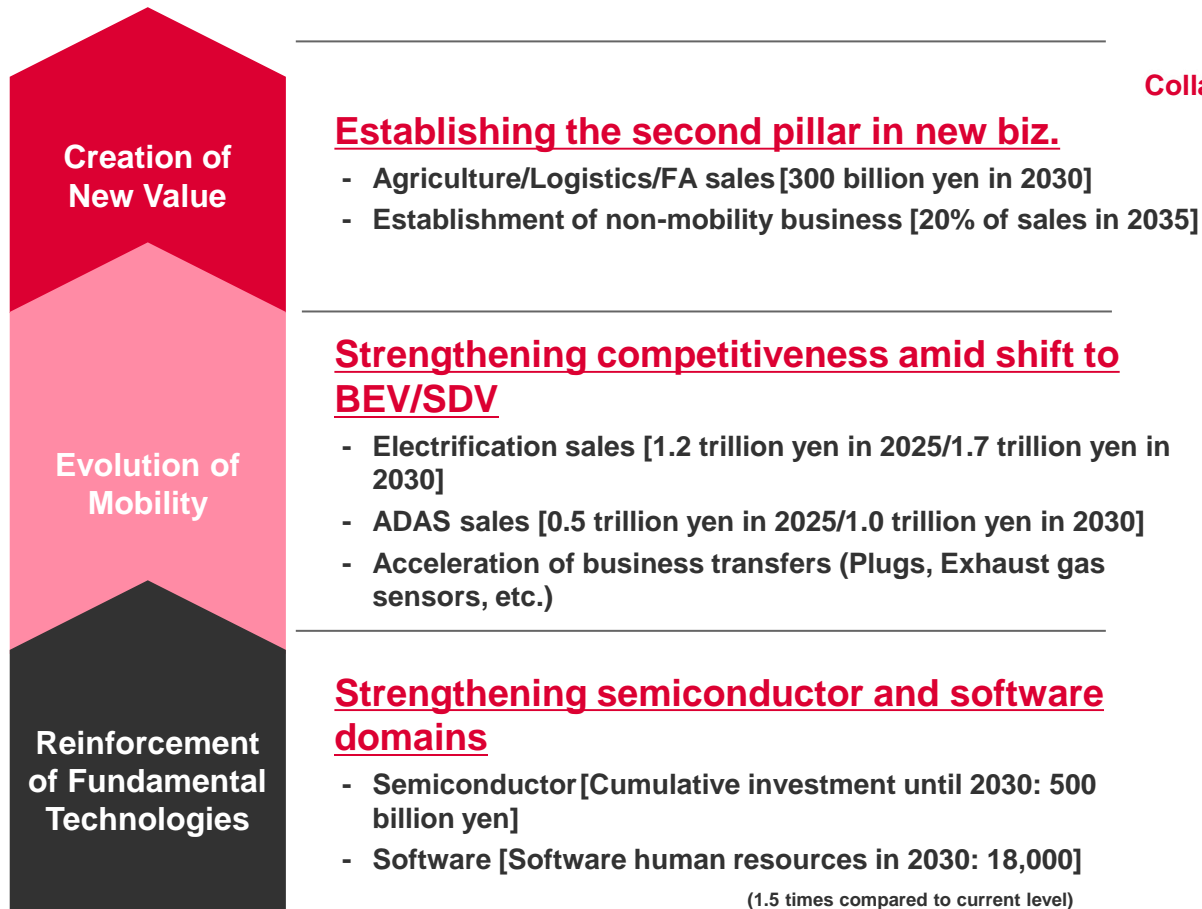 Colla
Creation of
New Value
Establishing the second pillar in new biz.
- Agriculture/Logistics/FA sales [300 billion yen in 2030]
- Establishment of non-mobility business [20% of sales in 2035]
Evolution of
Mobility
Strengthening competitiveness amid shift to
BEV/SDV
- Electrification sales [1.2 trillion yen in 2025/1.7 trillion yen in
2030]
- ADAS sales [0.5 trillion yen in 2025/1.0 trillion yen in 2030]
- Acceleration of business transfers (Plugs, Exhaust gas
sensors, etc.)
Reinforcement
of Fundamental
Technologies
Strengthening semiconductor and software
domains
- Semiconductor [Cumulative investment until 2030: 500
billion yen]
- Software [Software human resources in 2030: 18,000]
(1.5 times compared to current level)